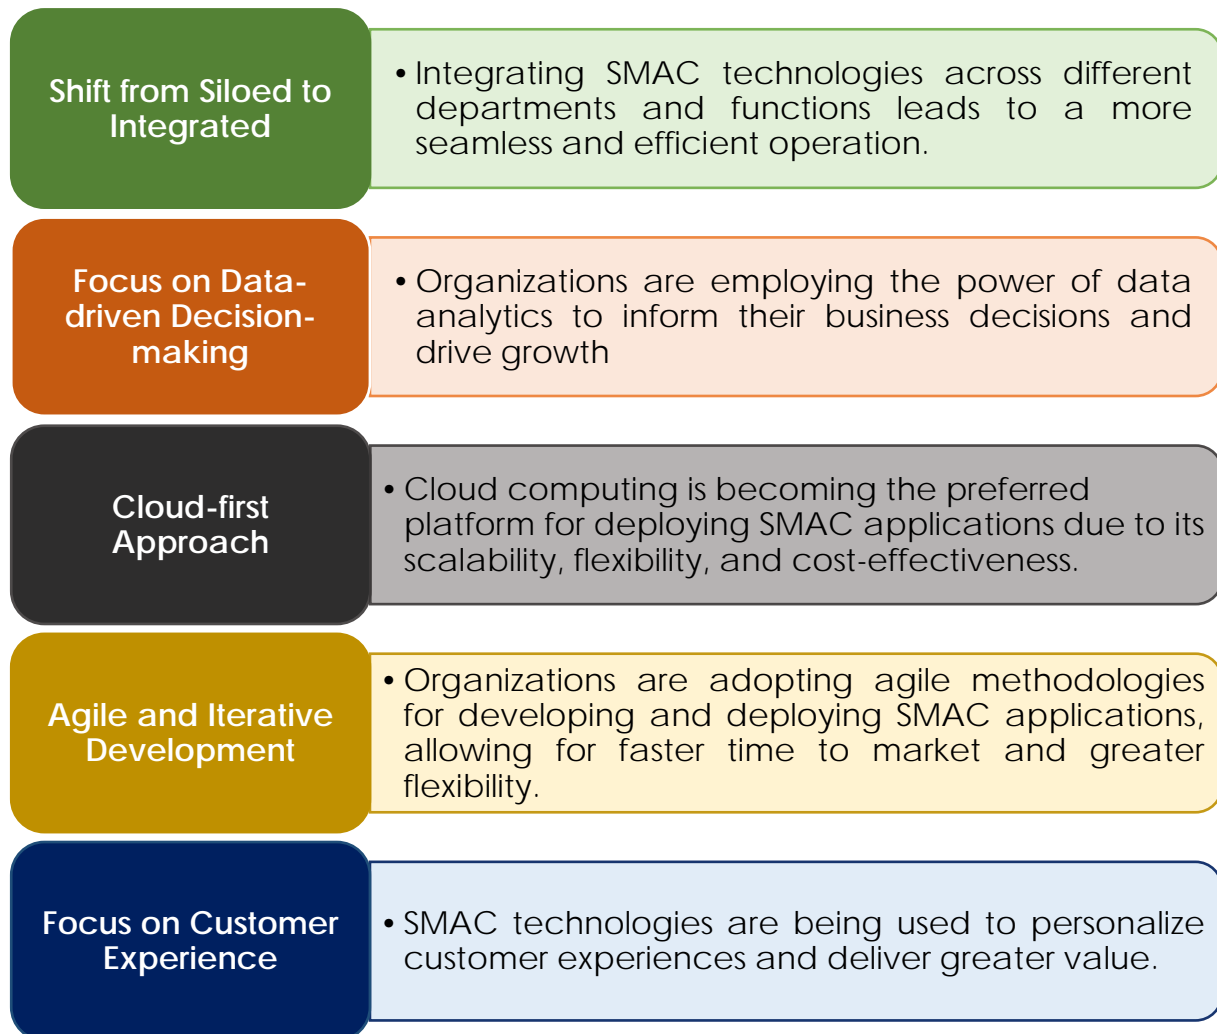 Shift from Siloed to
Integrated
• Integrating SMAC technologies across different
departments and functions leads to a more
seamless and efficient operation.
Focus on Data-
driven Decision-
making
• Organizations are employing the power of data
analytics to inform their business decisions and
drive growth
Cloud-first
Approach
• Cloud computing is becoming the preferred
platform for deploying SMAC applications due to its
scalability, flexibility, and cost-effectiveness.
Agile and Iterative
Development
• Organizations are adopting agile methodologies
for developing and deploying SMAC applications,
allowing for faster time to market and greater
flexibility.
Focus on Customer
Experience
• SMAC technologies are being used to personalize
customer experiences and deliver greater value.